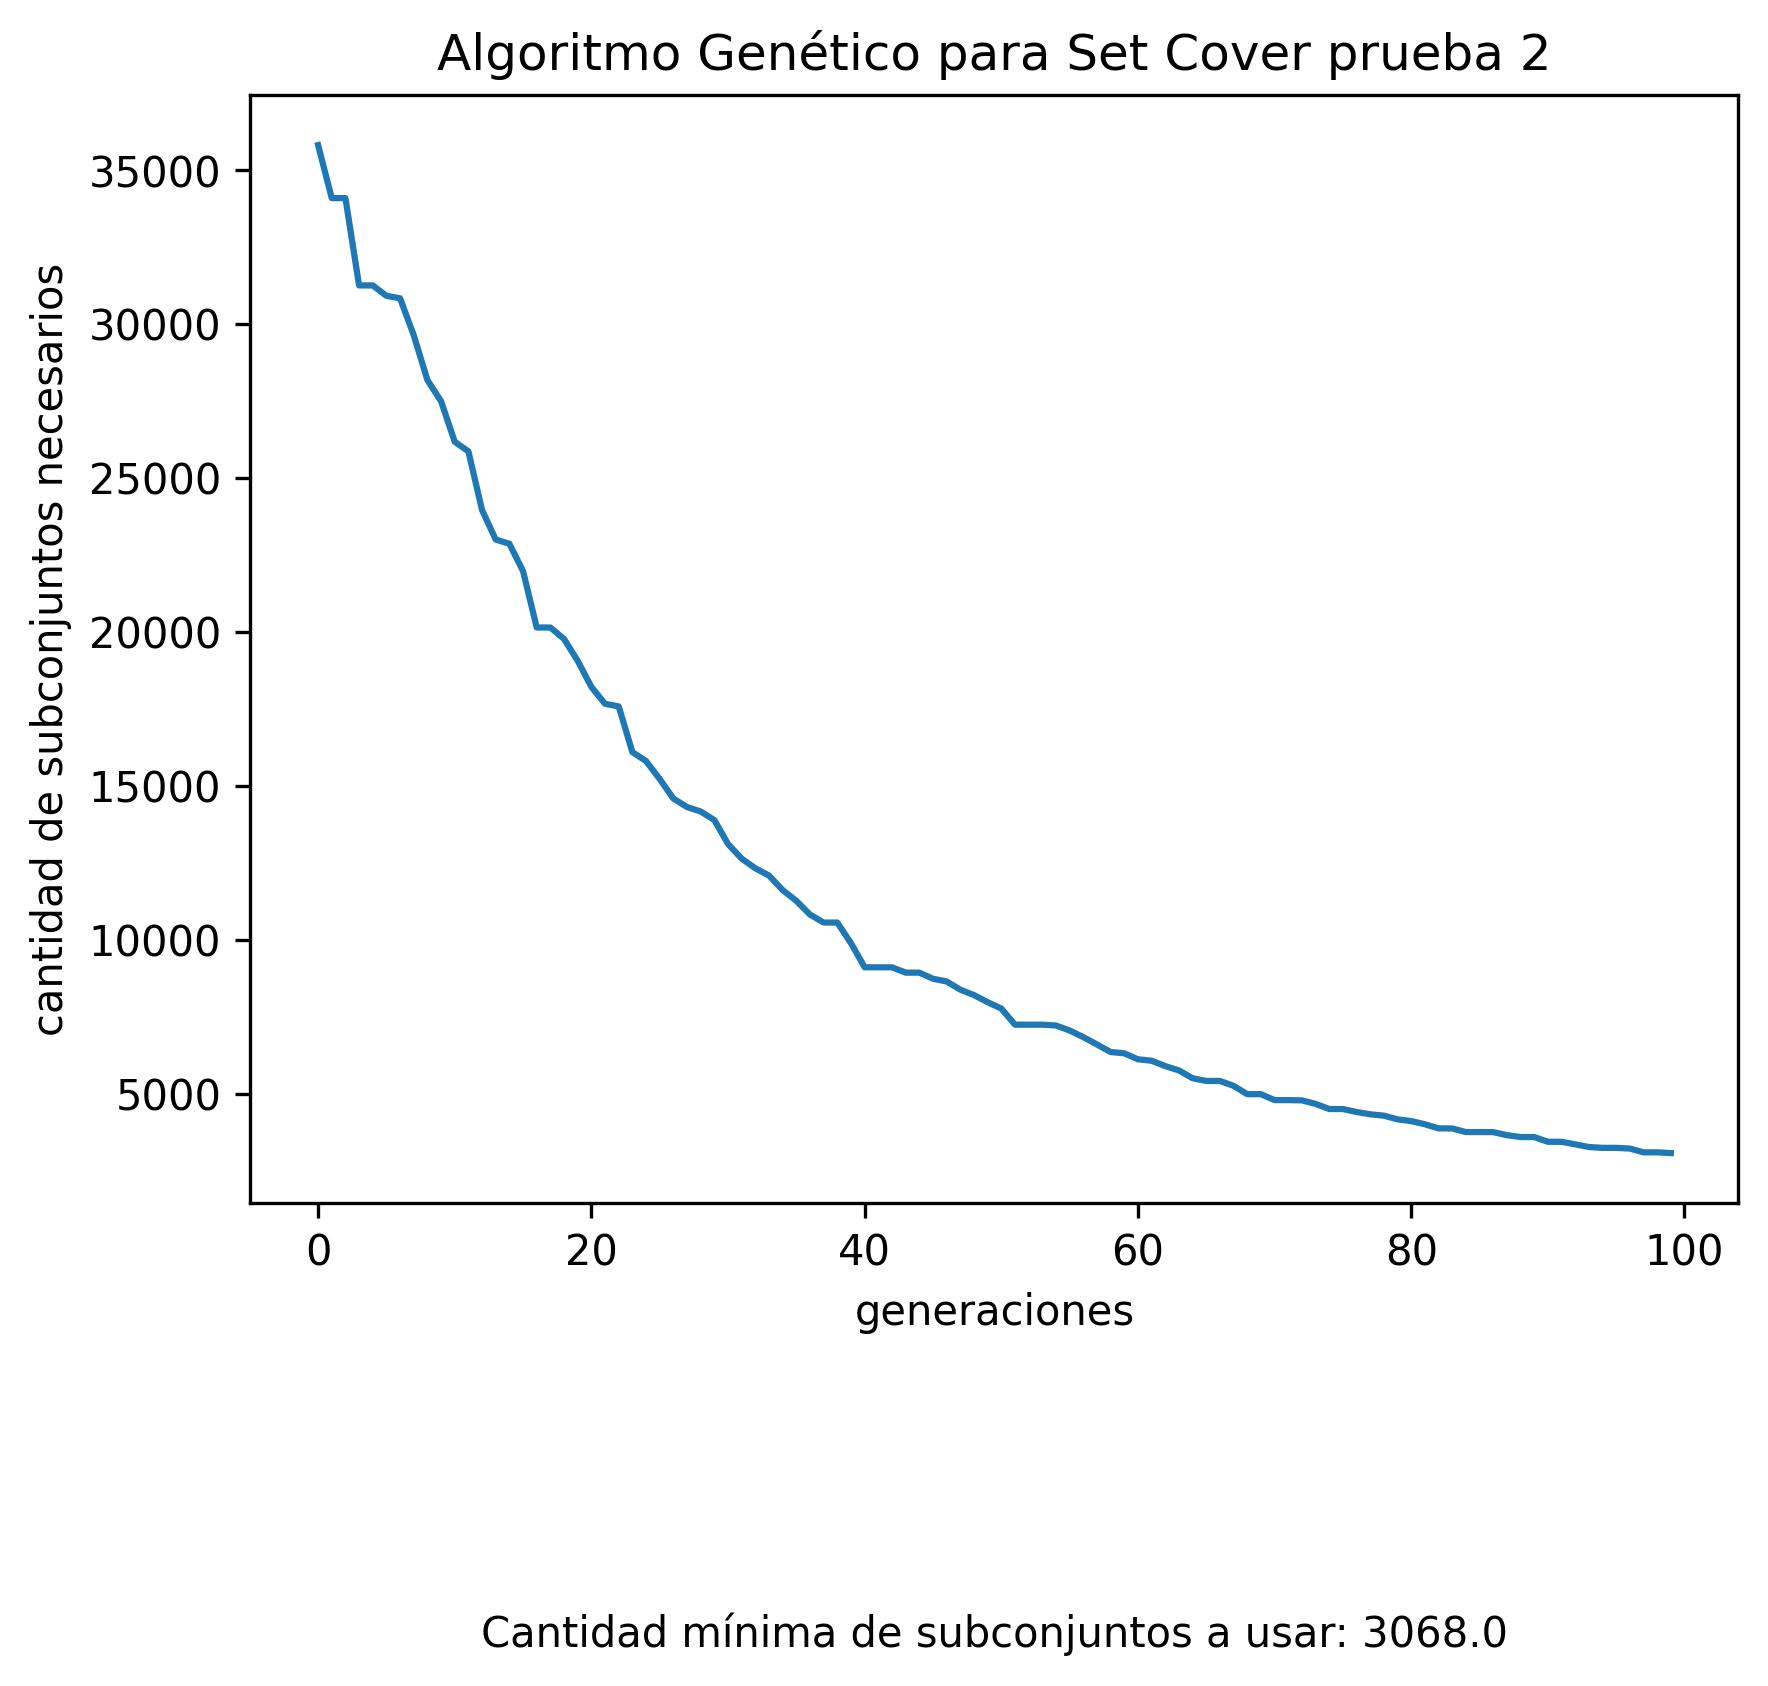 Algoritmo Genético para Set Cover prueba 2
cantidad de subconjuntos necesarios
35000
30000
25000
20000
15000
10000
5000
0 20 40 60 80 100
generaciones
Cantidad mínima de subconjuntos a usar: 3068.0